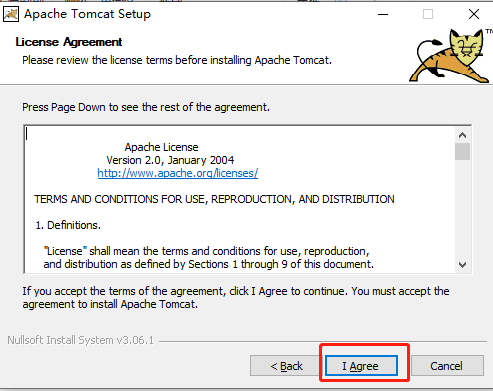 Apache Tomcat Setup
License Agreement
Please review the license terms before installing Apache Tomcat.
Press Page Down to see the rest of the agreement.
Apache License
Version 2.0, January 2004
http://www.apache.org/licenses/
TERMS AND CONDITIONS FOR USE, REPRODUCTION, AND DISTRIBUTION
1. Definitions.
"License" shall mean the terms and conditions for use, reproduction,
and distribution as defined by Sections 1 through 9 of this document.
If you accept the terms of the agreement, click I Agree to continue. You must accept the
agreement to install Apache Tomcat.
Nullsoft Install System v3.06.1
< Back
I Agree
Cancel